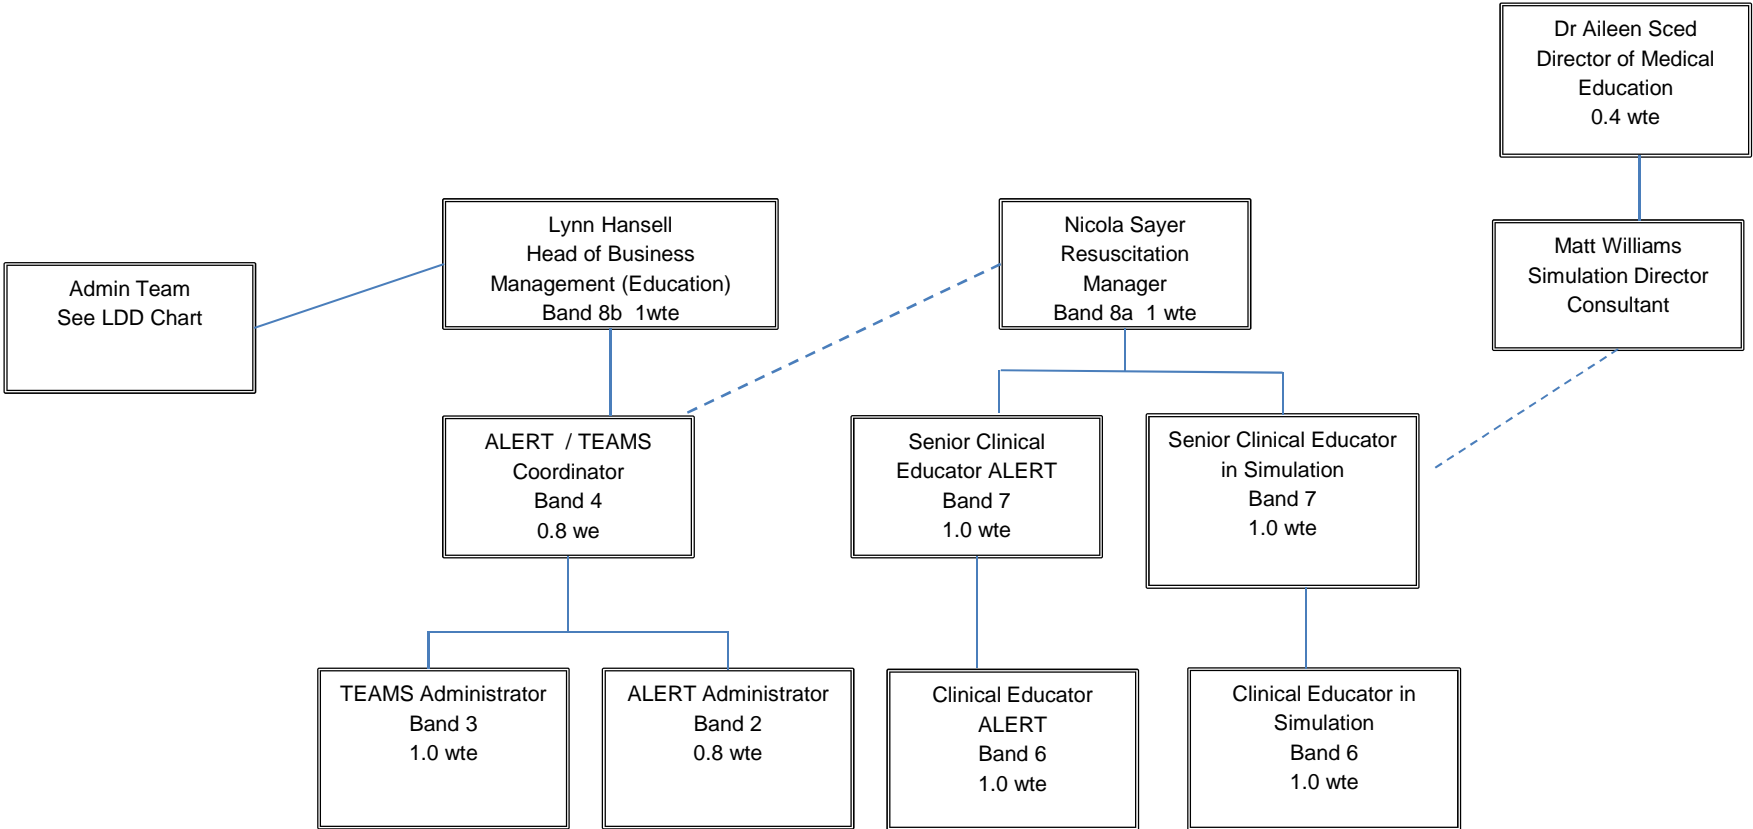 Dr Aileen Sced
Director of Medical
Education
0.4 wte
Lynn Hansell
Head of Business
Management (Education)
Band 8b  1wte
Nicola Sayer
Resuscitation
Manager
Band 8a  1 wte
Matt Williams
Simulation Director
Consultant
Admin Team
See LDD Chart
ALERT  / TEAMS
Coordinator
Band 4
0.8 we
Senior Clinical
Educator ALERT
Band 7
1.0 wte
Senior Clinical Educator
in Simulation
Band 7
1.0 wte
TEAMS Administrator
Band 3
1.0 wte
ALERT Administrator
Band 2
0.8 wte
Clinical Educator
ALERT
Band 6
1.0 wte
Clinical Educator in
Simulation
Band 6
1.0 wte